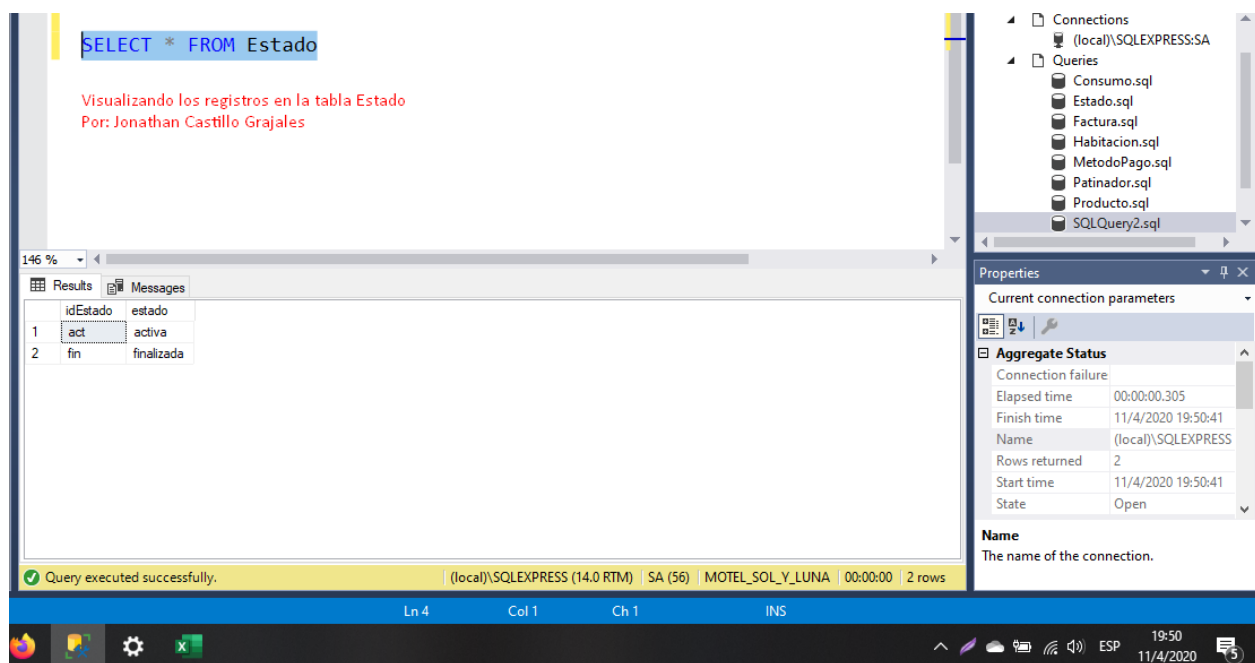 SELECT * FROM Estado
Visualizando los registros en la tabla Estado
Por: Jonathan Castillo Grajales
146 %
Results Messages
idEstado estado
1 act activa
2 fin finalizada
Query executed successfully. (local)\SQLEXPRESS (14.0 RTM) SA (56) MOTEL_SOL_Y_LUNA 00:00:00 2 rows
Connections
(local)\SQLEXPRESS:SA
Queries
Consumo.sql
Estado.sql
Factura.sql
Habitacion.sql
MetodoPago.sql
Patinador.sql
Producto.sql
SQLQuery2.sql
Properties
Current connection parameters
Aggregate Status
Connection failure
Elapsed time 00:00:00.305
Finish time 11/4/2020 19:50:41
Name (local)\SQLEXPRESS
Rows returned 2
Start time 11/4/2020 19:50:41
State Open
Name
The name of the connection.
Ln 4 Col 1 Ch 1 INS
ESP 19:50
11/4/2020 5